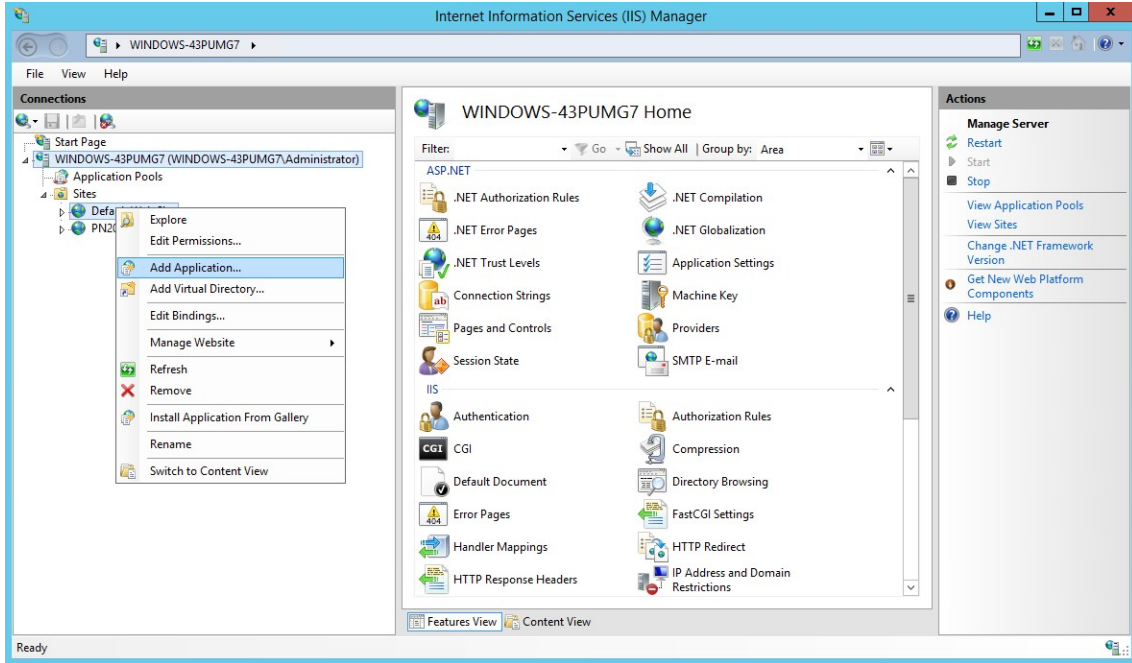 Internet Information Services (IIS) Manager
WINDOWS-43PUMG7
File View Help
Connections
Start Page
WINDOWS-43PUMG7 (WINDOWS-43PUMG7\Administrator)
Application Pools
Sites
Explore
Edit Permissions...
Add Application...
Add Virtual Directory...
Edit Bindings...
Manage Website
Refresh
Remove
Install Application From Gallery
Rename
Switch to Content View
WINDOWS-43PUMG7 Home
Filter: Go Show All Group by: Area
ASP.NET
.NET Authorization Rules .NET Compilation
404 .NET Error Pages .NET Globalization
.NET Trust Levels Application Settings
ab Connection Strings Machine Key
Pages and Controls Providers
Session State SMTP E-mail
IIS
Authentication Authorization Rules
CGI CGI Compression
Default Document Directory Browsing
404 Error Pages FastCGI Settings
Handler Mappings HTTP Redirect
HTTP Response Headers IP Address and Domain
Restrictions
Features View Content View
Actions
Manage Server
Restart
Start
Stop
View Application Pools
View Sites
Change .NET Framework
Version
Get New Web Platform
Components
Help
Ready